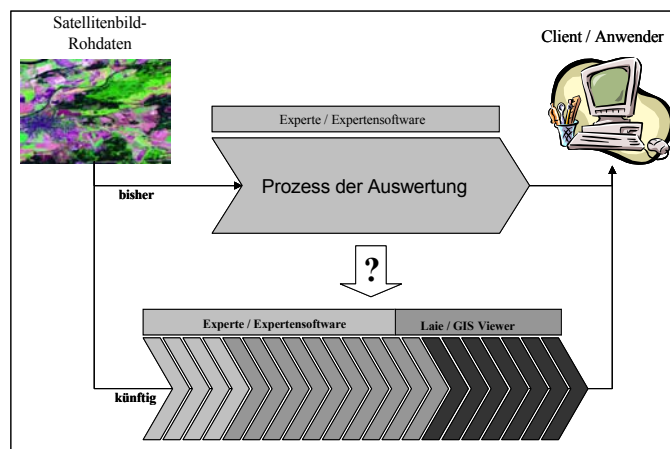 Satellitenbild-
Rohdaten
Client / Anwender
Experte / Expertensoftware
Prozess der Auswertung
bisher
?
Experte / Expertensoftware
Laie / GIS Viewer
künftig